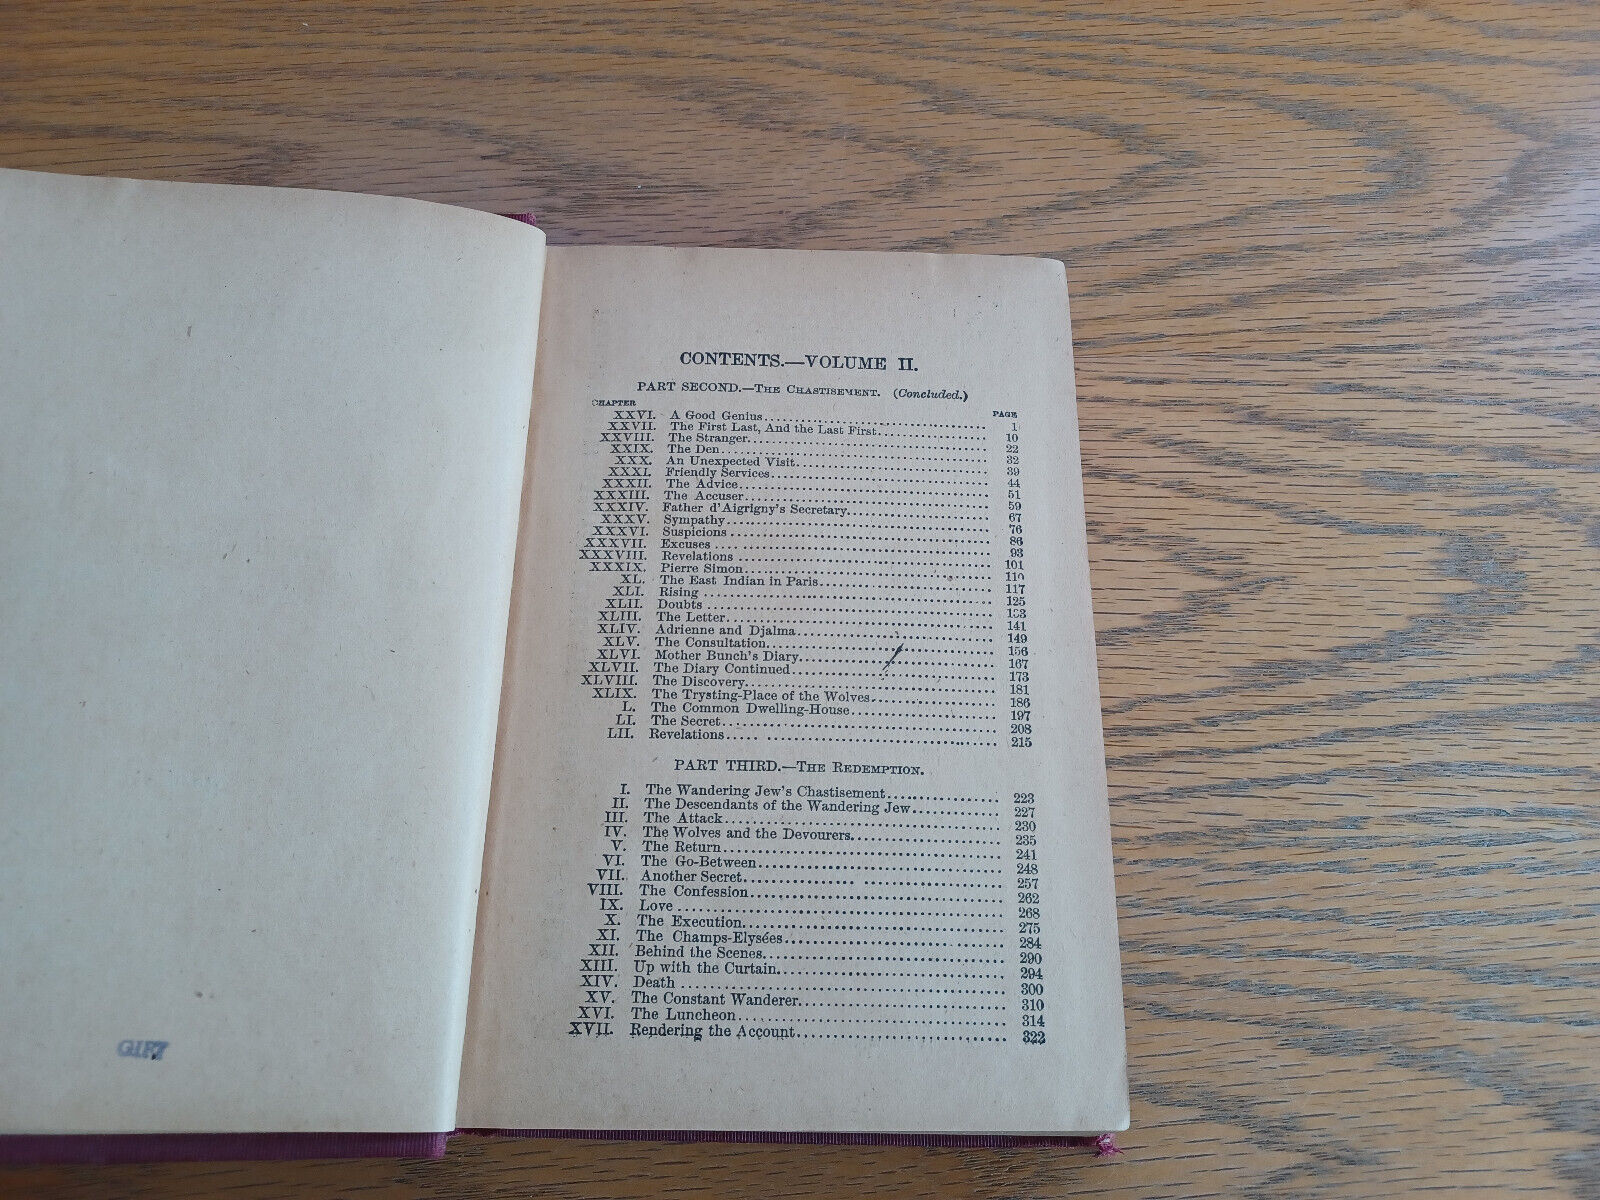 CONTENTS.—VOLUME II.
PART SECOND.—The Chastisement. (Concluded.)
CHAPTER PAGE
XXVI. A Good Genius 1
XXVII. The First Last, And the Last First 10
XXVIII. The Stranger 22
XXIX. The Den 32
XXX. An Unexpected Visit 39
XXXI. Friendly Services 44
XXXII. The Advice 51
XXXIII. The Accuser 59
XXXIV. Father d'Aigrigny's Secretary 67
XXXV. Sympathy 76
XXXVI. Suspicions 86
XXXVII. Excuses 93
XXXVIII. Revelations 101
XXXIX. Pierre Simon 110
XL. The East Indian in Paris 117
XLI. Rising 125
XLII. Doubts 133
XLIII. The Letter 141
XLIV. Adrienne and Djalma 149
XLV. The Consultation 156
XLVI. Mother Bunch's Diary 167
XLVII. The Diary Continued 173
XLVIII. The Discovery 181
XLIX. The Trysting-Place of the Wolves 186
L. The Common Dwelling-House 197
LI. The Secret 208
LII. Revelations 215
PART THIRD.—The Redemption.
I. The Wandering Jew's Chastisement 223
II. The Descendants of the Wandering Jew 227
III. The Attack 230
IV. The Wolves and the Devourers 235
V. The Return 241
VI. The Go-Between 248
VII. Another Secret 257
VIII. The Confession 262
IX. Love 268
X. The Execution 275
XI. The Champs-Elysées 284
XII. Behind the Scenes 290
XIII. Up with the Curtain 294
XIV. Death 300
XV. The Constant Wanderer 310
XVI. The Luncheon 314
XVII. Rendering the Account 322
GIFT